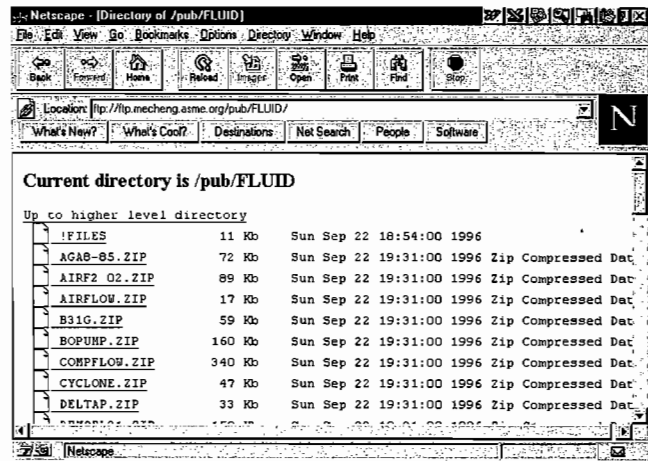 Netscape - [Directory of /pub/FLUID]
File Edit View Go Bookmarks Options Directory Window Help
Back Forward Home Reload Images Open Print Find Stop
Location: ftp://ftp.mecheng.asme.org/pub/FLUID/
N
What's New? What's Cool? Destinations Net Search People Software
Current directory is /pub/FLUID
Up to higher level directory
!FILES 11 Kb Sun Sep 22 18:54:00 1996
AGA8-85.ZIP 72 Kb Sun Sep 22 19:31:00 1996 Zip Compressed Dat
AIRF2_02.ZIP 89 Kb Sun Sep 22 19:31:00 1996 Zip Compressed Dat
AIRFLOW.ZIP 17 Kb Sun Sep 22 19:31:00 1996 Zip Compressed Dat
B31G.ZIP 59 Kb Sun Sep 22 19:31:00 1996 Zip Compressed Dat
BOPUMP.ZIP 160 Kb Sun Sep 22 19:31:00 1996 Zip Compressed Dat
COMPFLOW.ZIP 340 Kb Sun Sep 22 19:31:00 1996 Zip Compressed Dat
CYCLONE.ZIP 47 Kb Sun Sep 22 19:31:00 1996 Zip Compressed Dat
DELTAP.ZIP 33 Kb Sun Sep 22 19:31:00 1996 Zip Compressed Dat
Netscape